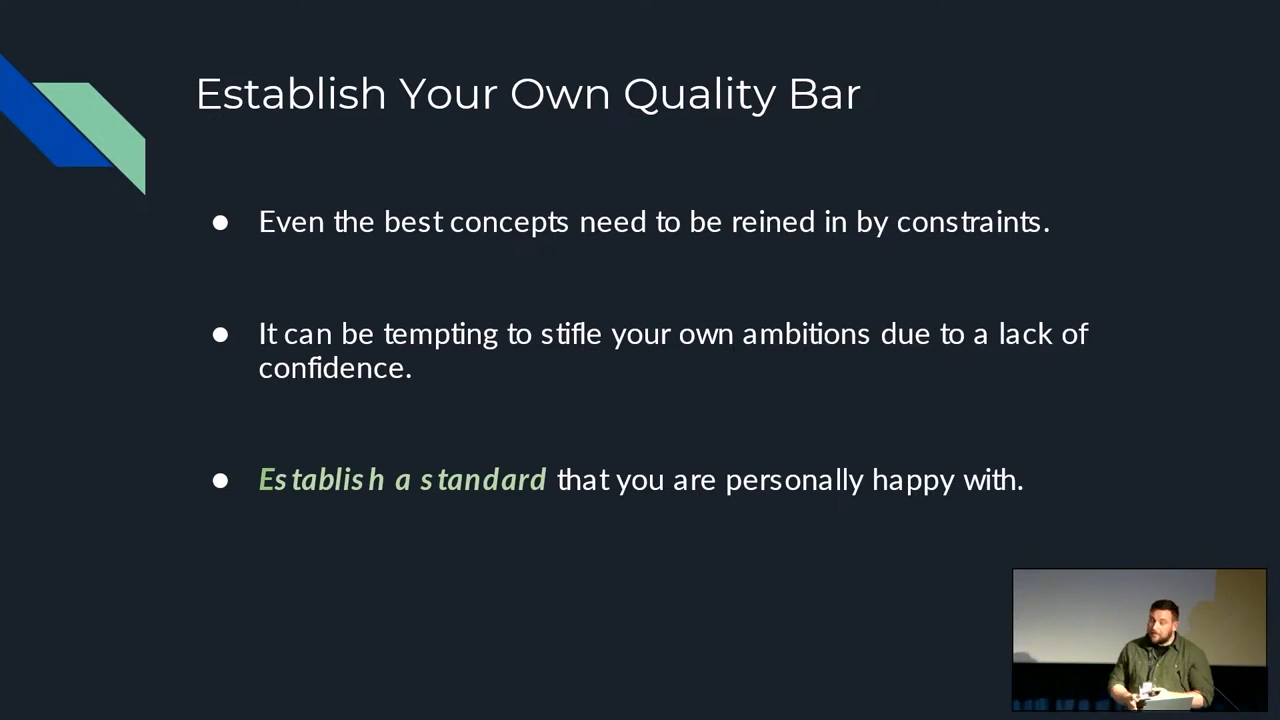 Establish Your Own Quality Bar
● Even the best concepts need to be reined in by constraints.
● It can be tempting to stifle your own ambitions due to a lack of
confidence.
● Establish a standard that you are personally happy with.